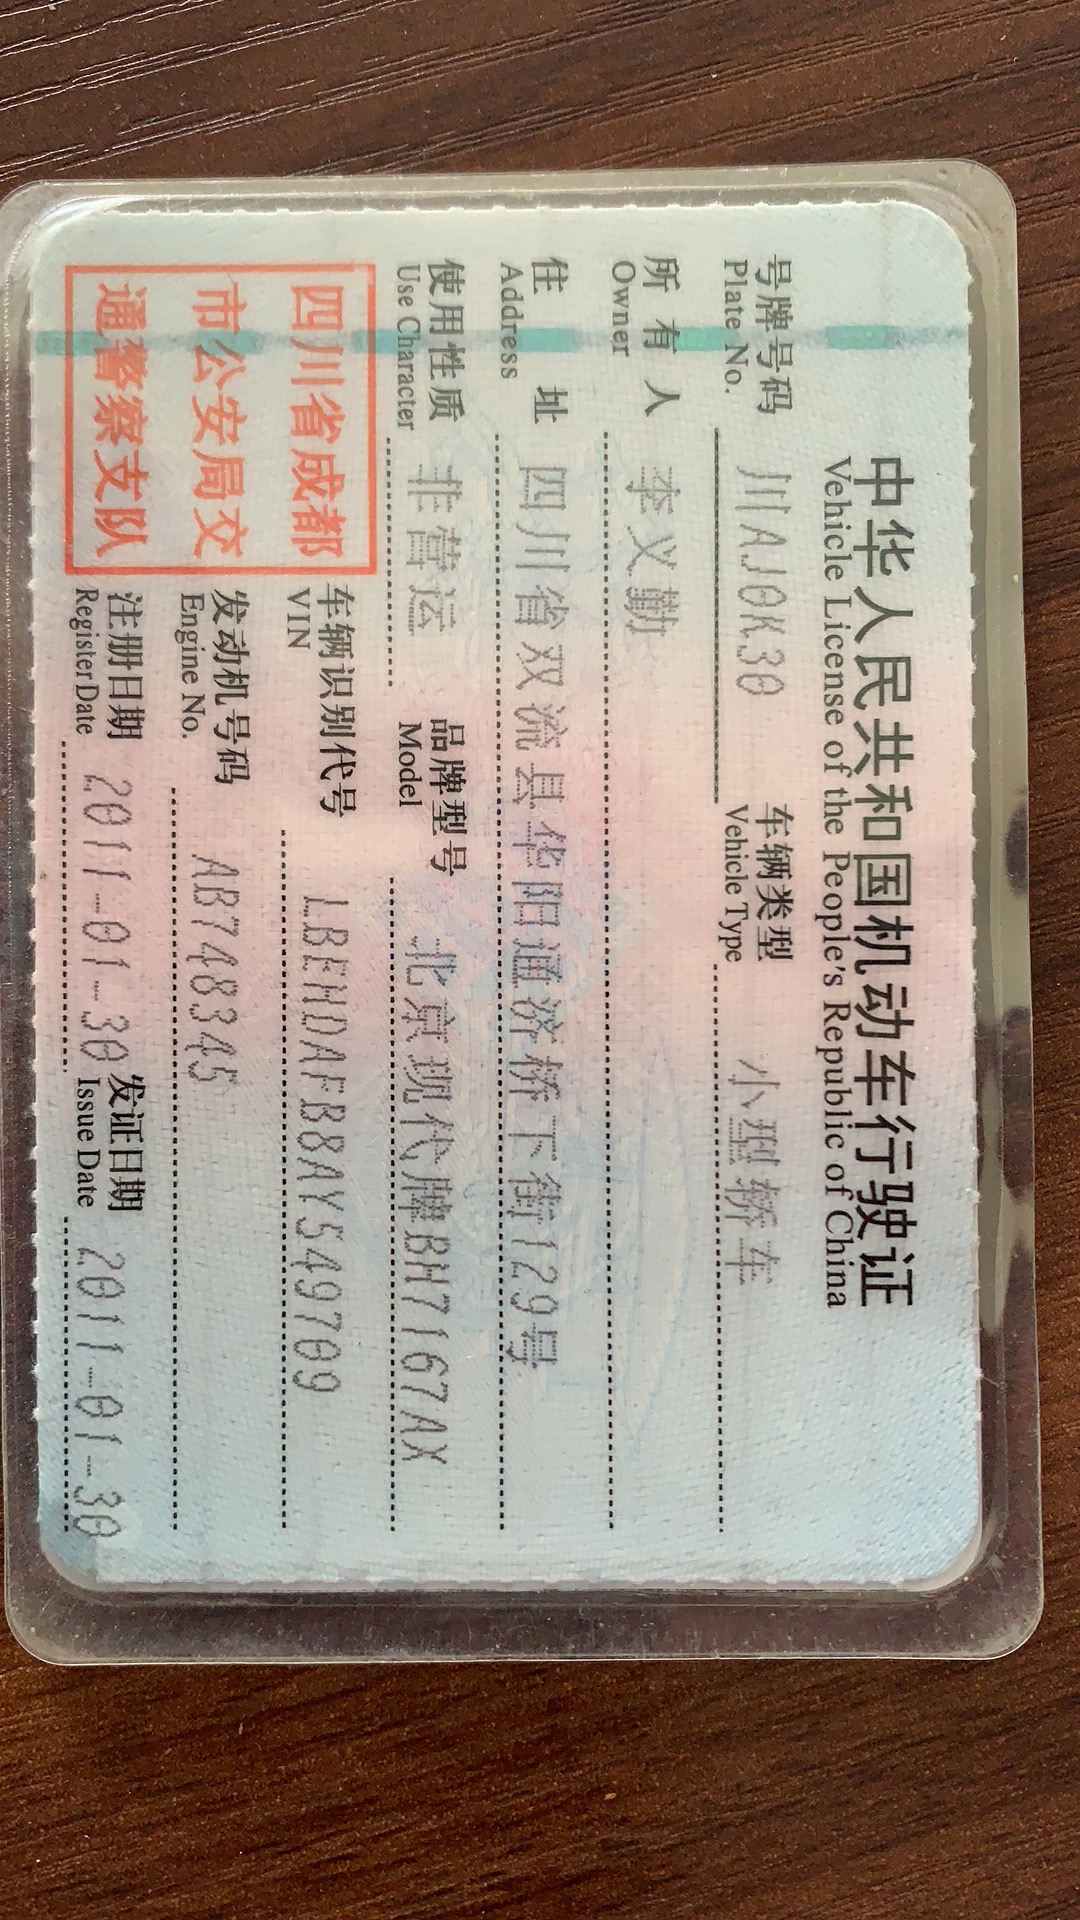 中华人民共和国机动车行驶证
Vehicle License of the People's Republic of China
号牌号码 川AJ0K30 车辆类型 小型轿车
Plate No. Vehicle Type
所有人 李义勤
Owner
住址 四川省双流县华阳通济桥下街129号
Address
使用性质 非营运 品牌型号 北京现代牌BH7167AX
Use Character Model
四川省成都
市公安局交
通警察支队
车辆识别代号 LBEHDAFB8AY549709
VIN
发动机号码 AB748345
Engine No.
注册日期 2011-01-30 发证日期 2011-01-30
Register Date Issue Date